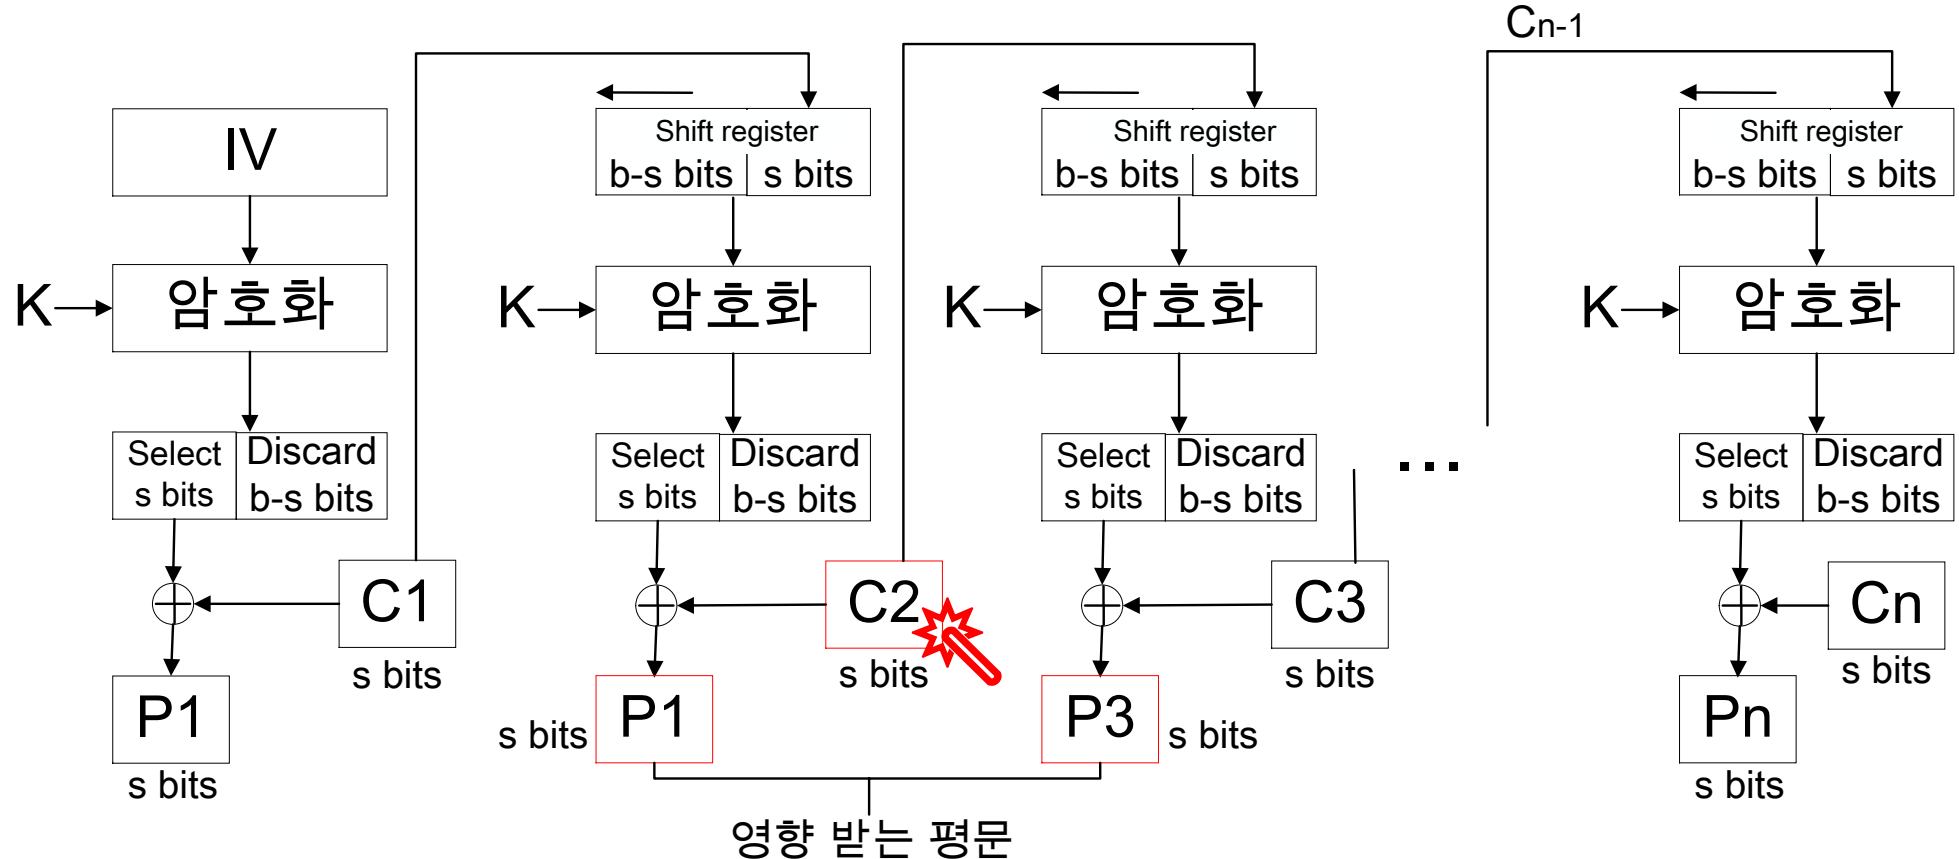 Cn-1
IV
Shift register
b-s bits
s bits
Shift register
b-s bits
s bits
Shift register
b-s bits
s bits
K
암호화
K
암호화
K
암호화
K
암호화
Select
s bits
Discard
b-s bits
Select
s bits
Discard
b-s bits
Select
s bits
Discard
b-s bits
...
Select
s bits
Discard
b-s bits
C1
s bits
C2
s bits
C3
s bits
Cn
s bits
P1
s bits
s bits
P1
P3
s bits
Pn
s bits
영향 받는 평문